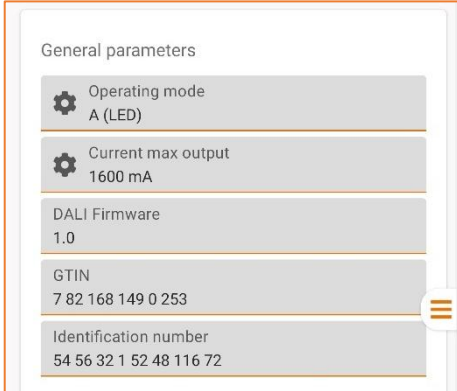 General parameters
Operating mode
A (LED)
Current max output
1600 mA
DALI Firmware
1.0
GTIN
7 82 168 149 0 253
Identification number
54 56 32 1 52 48 116 72